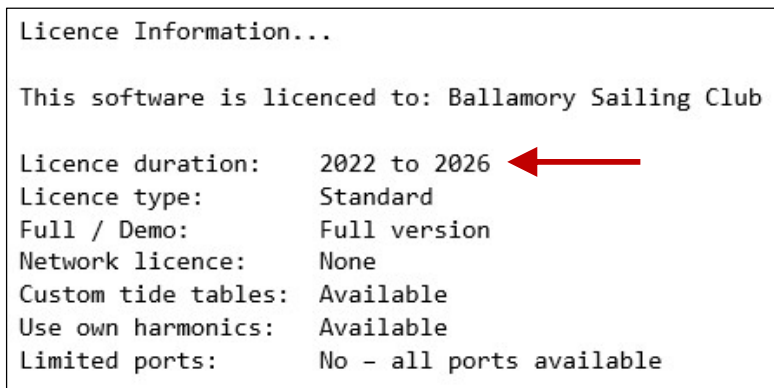 Licence Information...
This software is licenced to: Ballamory Sailing Club
Licence duration: 2022 to 2026
Licence type: Standard
Full / Demo: Full version
Network licence: None
Custom tide tables: Available
Use own harmonics: Available
Limited ports: No – all ports available